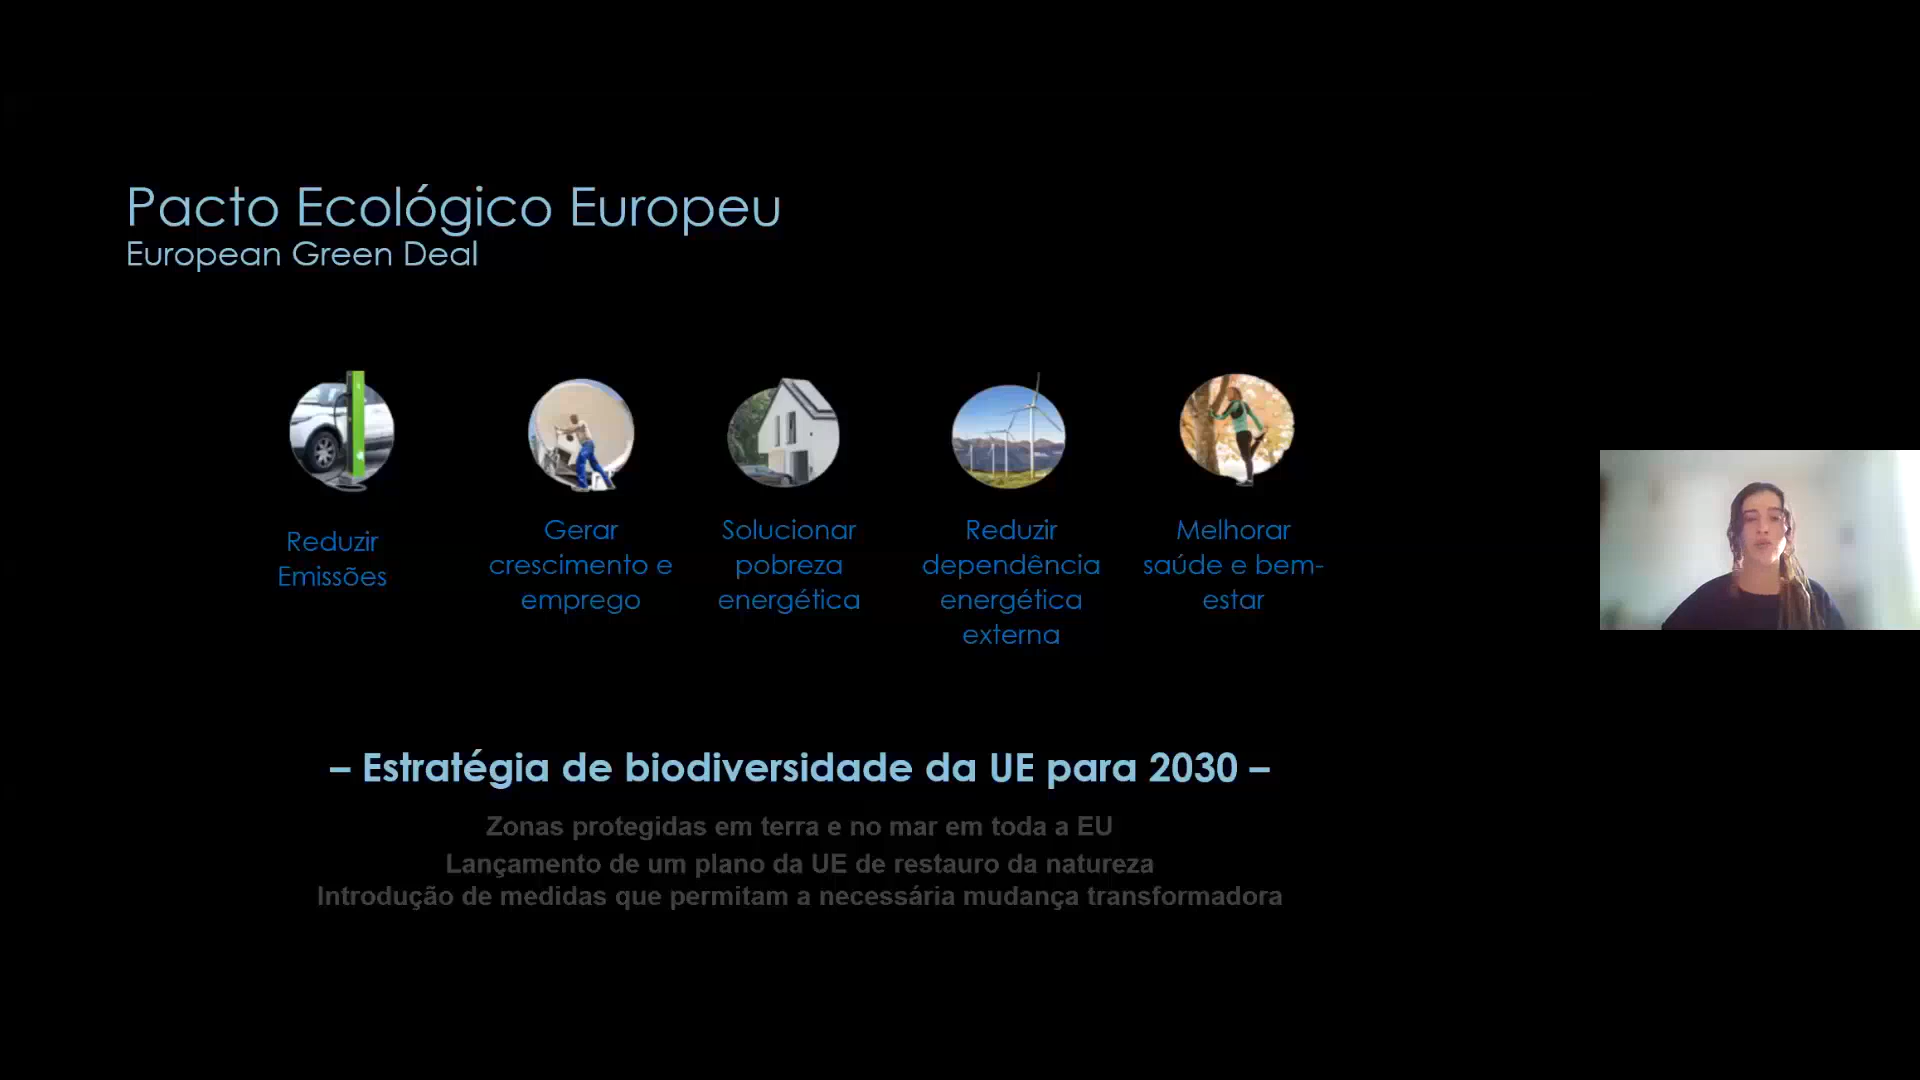 Pacto Ecológico Europeu
European Green Deal
Reduzir
Emissões
Gerar
crescimento e
emprego
Solucionar
pobreza
energética
Reduzir
dependência
energética
externa
Melhorar
saúde e bem-
estar
– Estratégia de biodiversidade da UE para 2030 –
Zonas protegidas em terra e no mar em toda a EU
Lançamento de um plano da UE de restauro da natureza
Introdução de medidas que permitam a necessária mudança transformadora